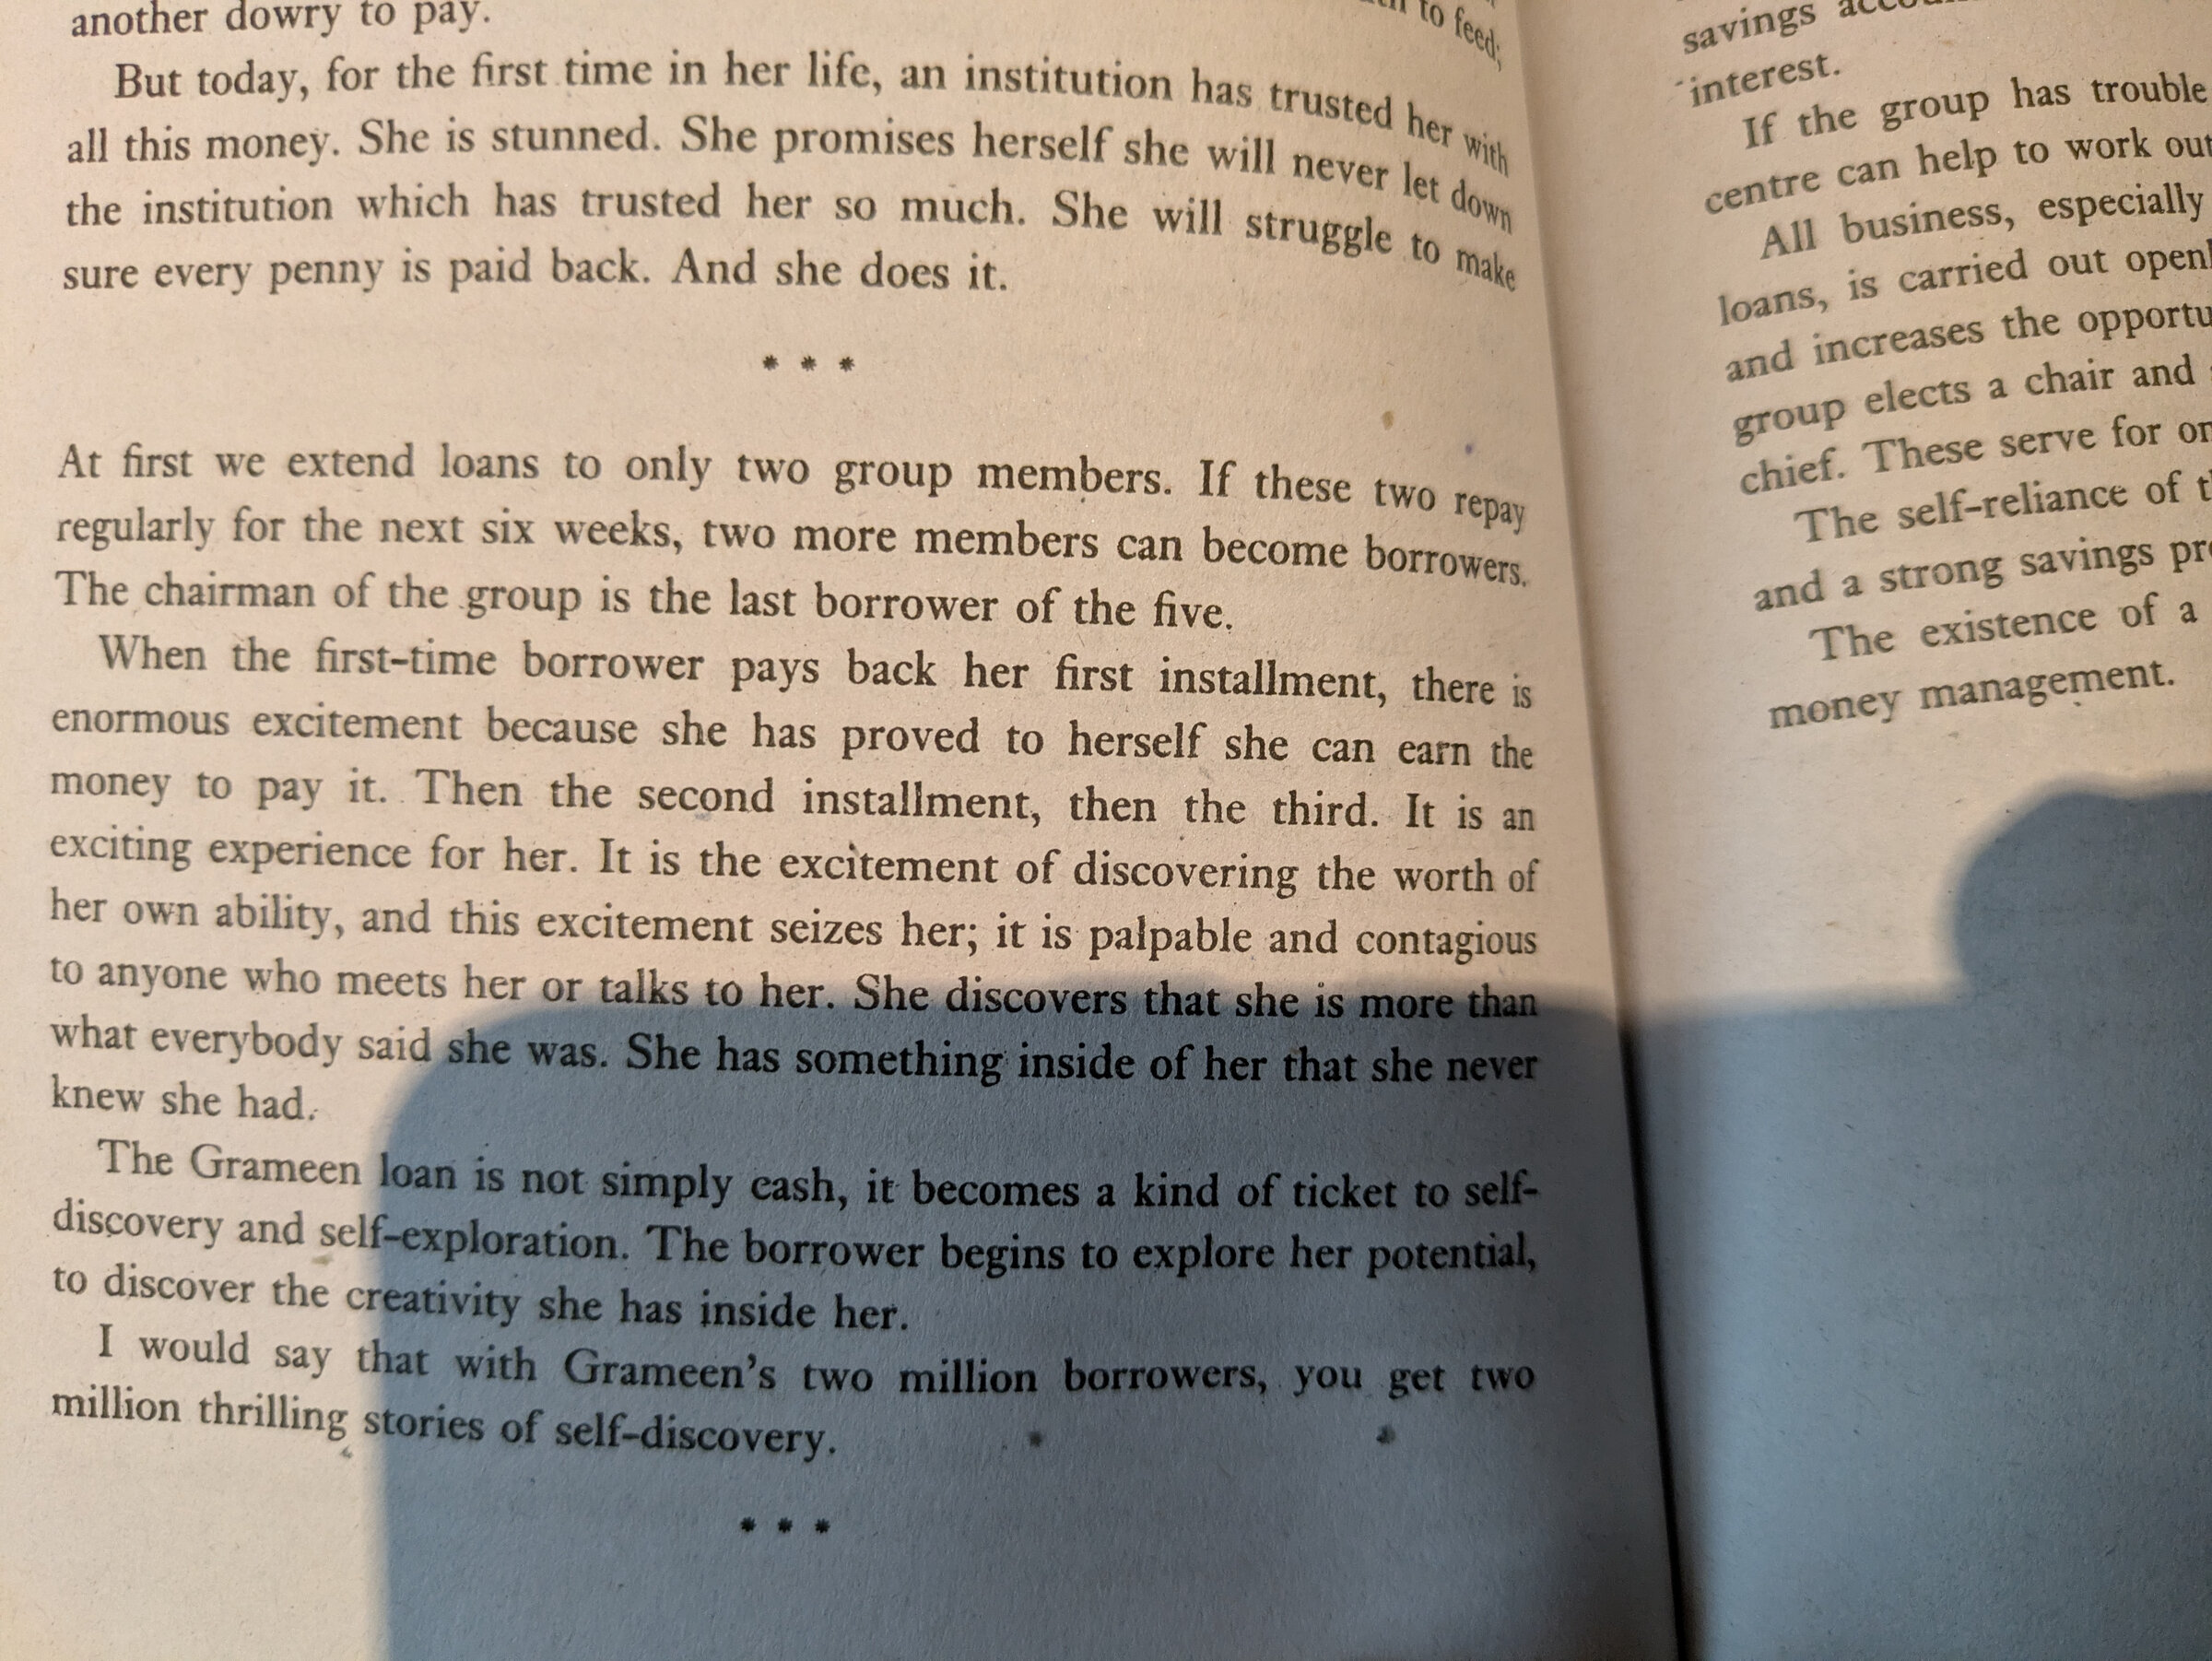 another dowry to pay.
to feed;
But today, for the first time in her life, an institution has trusted her with
all this money. She is stunned. She promises herself she will never let down
the institution which has trusted her so much. She will struggle to make
sure every penny is paid back. And she does it.
* * *
At first we extend loans to only two group members. If these two repay
regularly for the next six weeks, two more members can become borrowers.
The chairman of the group is the last borrower of the five.
When the first-time borrower pays back her first installment, there is
enormous excitement because she has proved to herself she can earn the
money to pay it. Then the second installment, then the third. It is an
exciting experience for her. It is the excitement of discovering the worth of
her own ability, and this excitement seizes her; it is palpable and contagious
to anyone who meets her or talks to her. She discovers that she is more than
what everybody said she was. She has something inside of her that she never
knew she had.
The Grameen loan is not simply cash, it becomes a kind of ticket to self-
discovery and self-exploration. The borrower begins to explore her potential,
to discover the creativity she has inside her.
I would say that with Grameen's two million borrowers, you get two
million thrilling stories of self-discovery.
* * *
savings
interest.
If the group has trouble
centre can help to work out
All business, especially
loans, is carried out
and increases the
group elects a chair and
chief. These serve for
The self-reliance of
and a strong savings
The existence of a
money management.